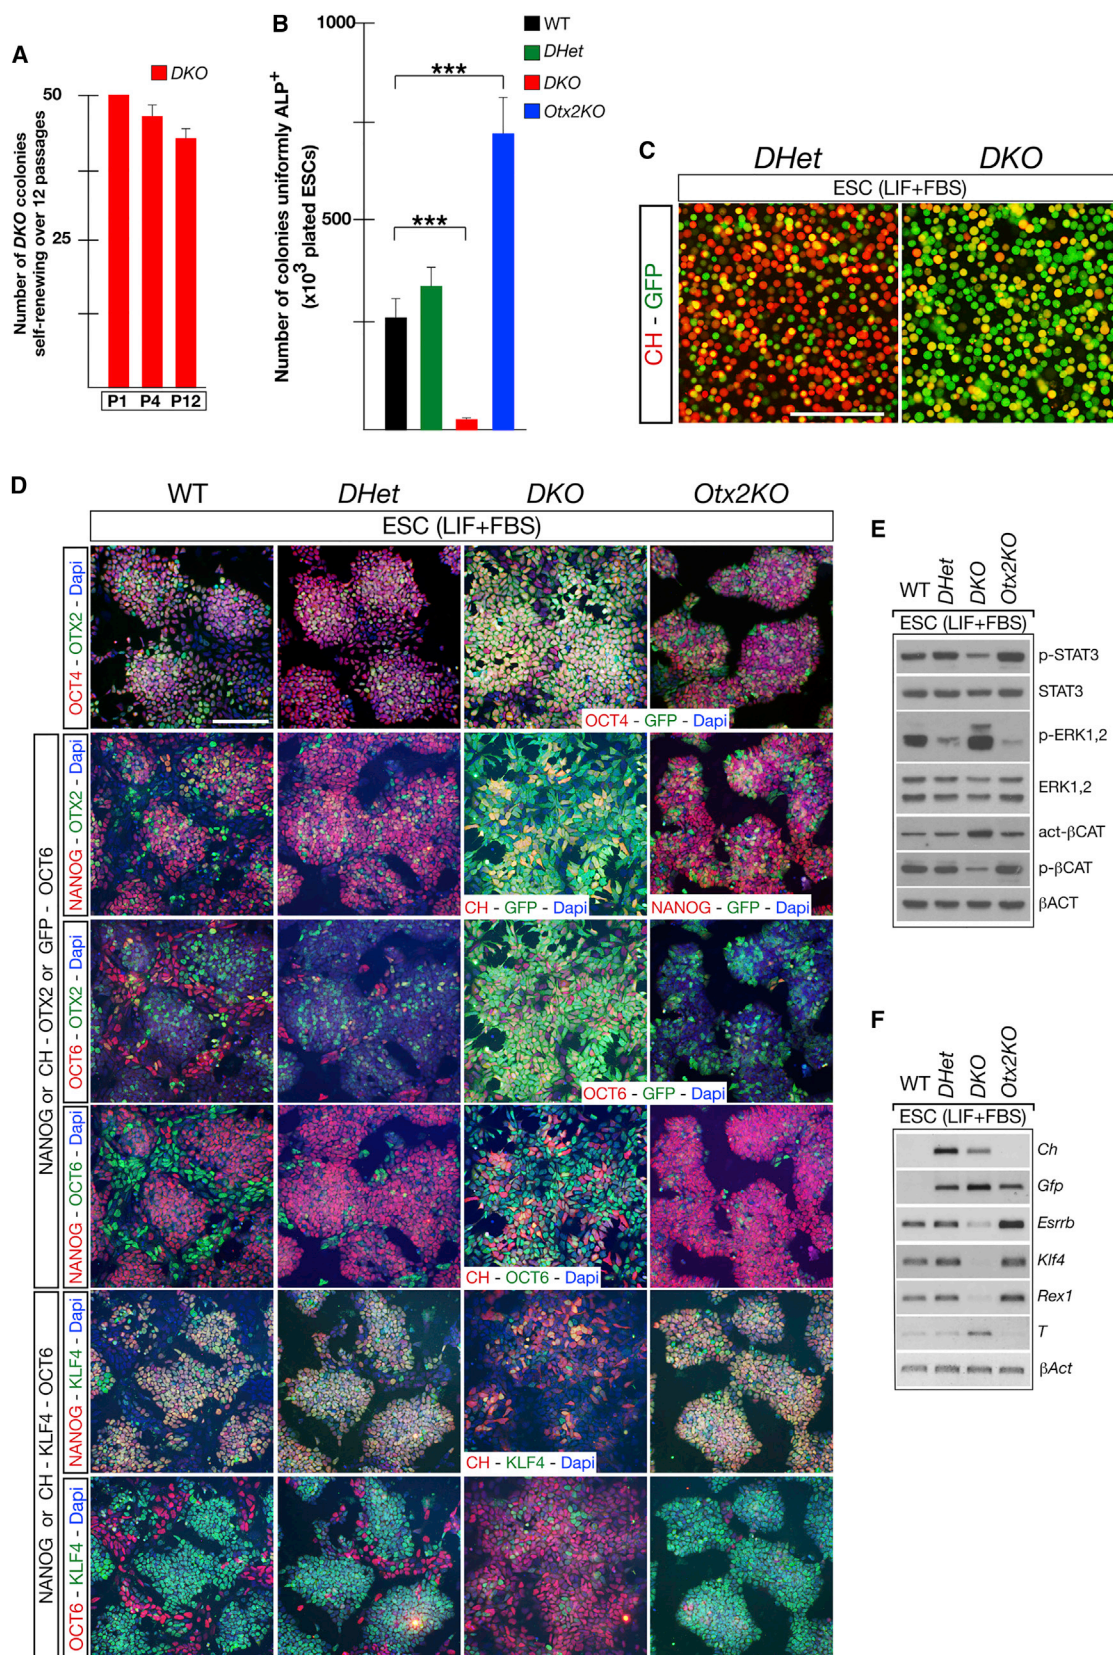 A
DKO
Number of DKO ccolonies
self-renewing over 12 passages
50
25
P1 P4 P12
B
Number of colonies uniformly ALP+
(x103 plated ESCs)
1000
500
***
***
WT
DHet
DKO
Otx2KO
C
DHet DKO
ESC (LIF+FBS)
CH - GFP
D
WT DHet DKO Otx2KO
ESC (LIF+FBS)
OCT4 - OTX2 - Dapi
OCT4 - GFP - Dapi
NANOG or CH - OTX2 or GFP - OCT6
NANOG - OTX2 - Dapi
CH - GFP - Dapi
NANOG - GFP - Dapi
OCT6 - OTX2 - Dapi
OCT6 - GFP - Dapi
NANOG - OCT6 - Dapi
CH - OCT6 - Dapi
NANOG or CH - KLF4 - OCT6
NANOG - KLF4 - Dapi
CH - KLF4 - Dapi
OCT6 - KLF4 - Dapi
E
WT DHet DKO Otx2KO
ESC (LIF+FBS)
p-STAT3
STAT3
p-ERK1,2
ERK1,2
act-βCAT
p-βCAT
βACT
F
WT DHet DKO Otx2KO
ESC (LIF+FBS)
Ch
Gfp
Esrrb
Klf4
Rex1
T
βAct